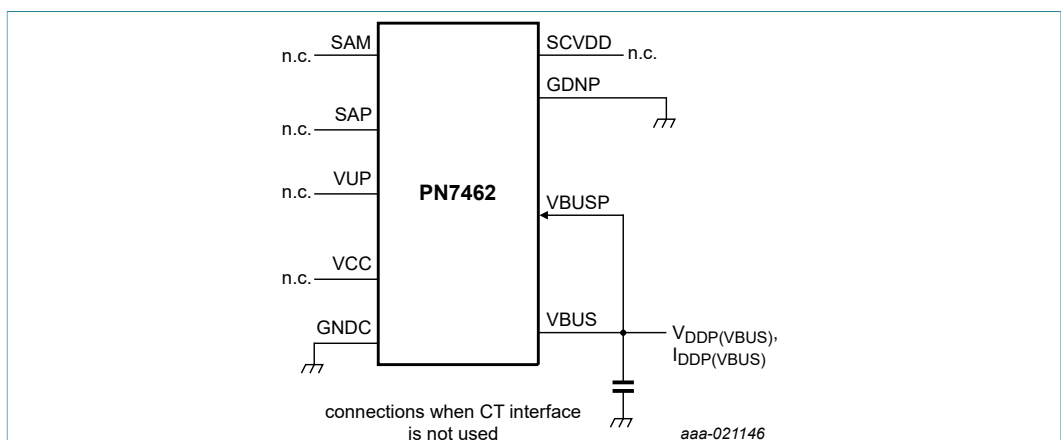 SAM
n.c.
SCVDD
n.c.
GDNP
SAP
n.c.
VUP
n.c.
PN7462
VBUSP
VCC
n.c.
GNDC
VBUS
VDDP(VBUS),
IDDP(VBUS)
connections when CT interface
is not used
aaa-021146